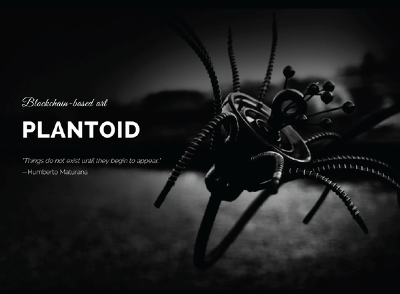 Blockchain-based art
PLANTOID
"Things do not exist until they begin to appear."
—Humberto Maturana